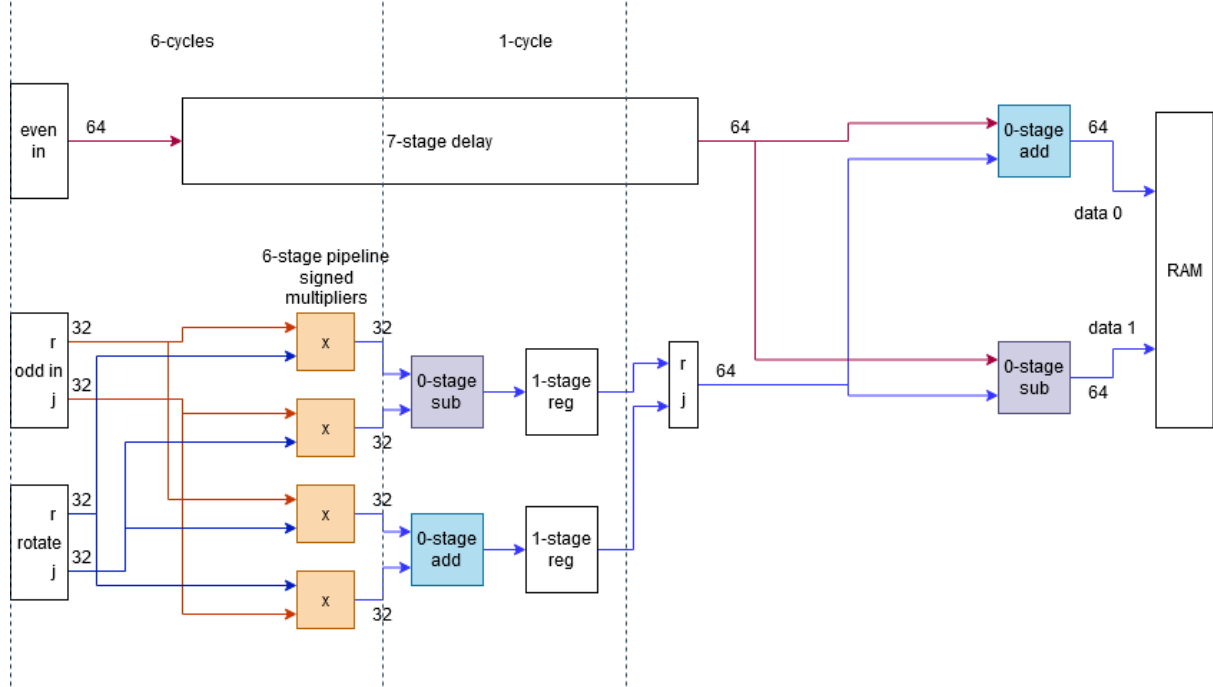 6-cycles
1-cycle
even
in
64
7-stage delay
64
0-stage
add
64
data 0
RAM
6-stage pipeline
signed
multipliers
r
odd in
j
32
32
x
32
x
32
0-stage
sub
1-stage
reg
r
j
64
data 1
0-stage
sub
64
r
rotate
j
32
32
x
32
x
32
0-stage
add
1-stage
reg